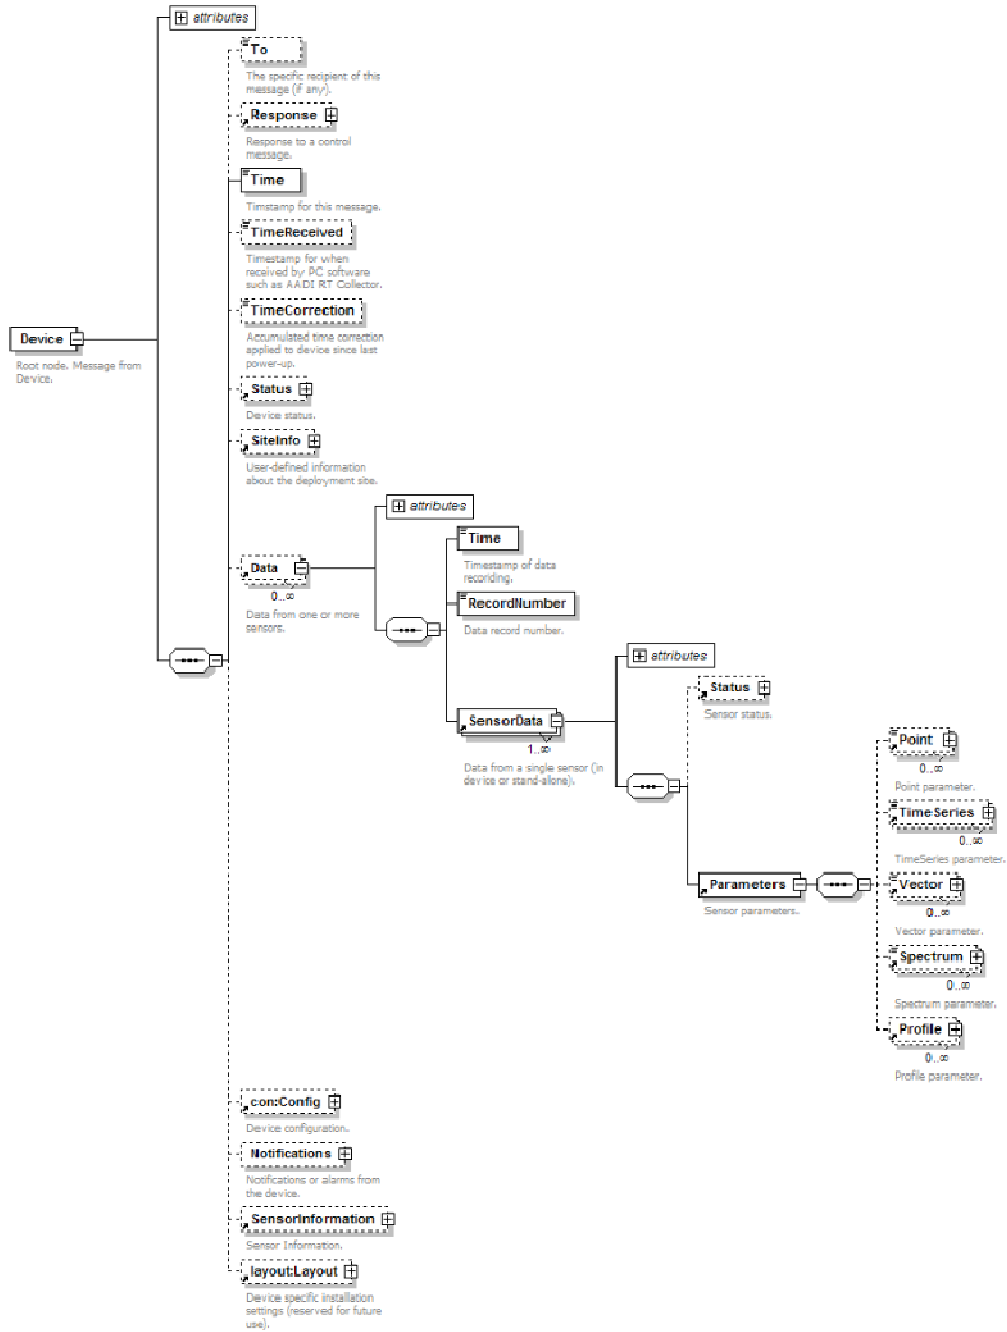 attributes
To
The specific recipient of this
message (if any).
Response
Response to a control
message.
Time
Timstamp for this message.
TimeReceived
Timestamp for when
received by PC software
such as AADI RT Collector.
TimeCorrection
Accumulated time correction
applied to device since last
power-up.
Device
Root node. Message from
Device.
Status
Device status.
SiteInfo
User-defined information
about the deployment site.
Data
0..∞
Data from one or more
sensors.
attributes
Time
Timestamp of data
recording.
RecordNumber
Data record number.
SensorData
1..∞
Data from a single sensor (in
device or stand-alone).
attributes
Status
Sensor status.
Parameters
Sensor parameters.
Point
0..∞
Point parameter.
TimeSeries
0..∞
TimeSeries parameter.
Vector
0..∞
Vector parameter.
Spectrum
0..∞
Spectrum parameter.
Profile
0..∞
Profile parameter.
con:Config
Device configuration.
Notifications
Notifications or alarms from
the device.
SensorInformation
Sensor Information.
layout:Layout
Device specific installation
settings (reserved for future
use).